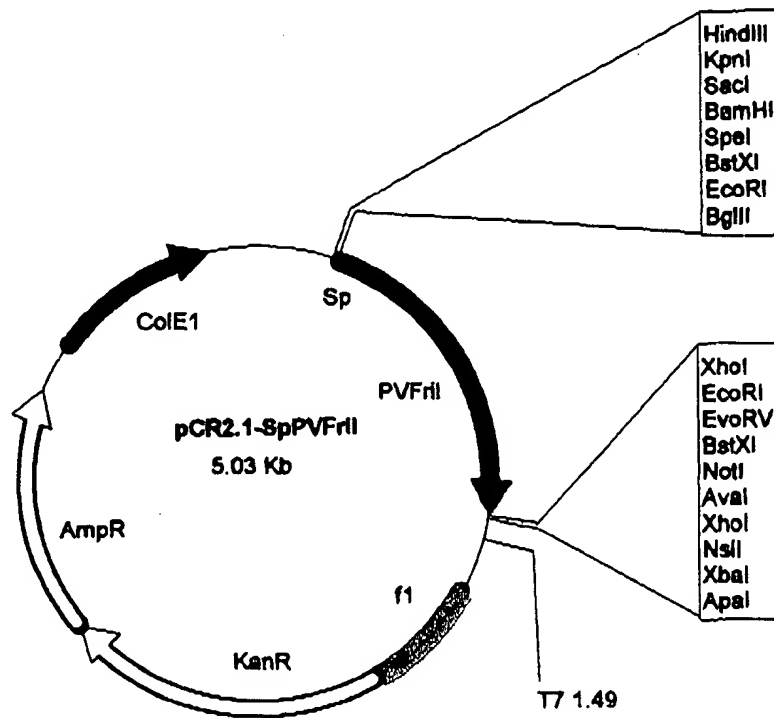 HindIII
KpnI
SacI
BamHI
SpeI
BstXI
EcoRI
BglII
Sp
ColE1
PVFrII
pCR2.1-SpPVFrII
5.03 Kb
XhoI
EcoRI
EvoRV
BstXI
NotI
AvaI
XhoI
NsiI
XbaI
ApaI
AmpR
f1
KanR
T7 1.49